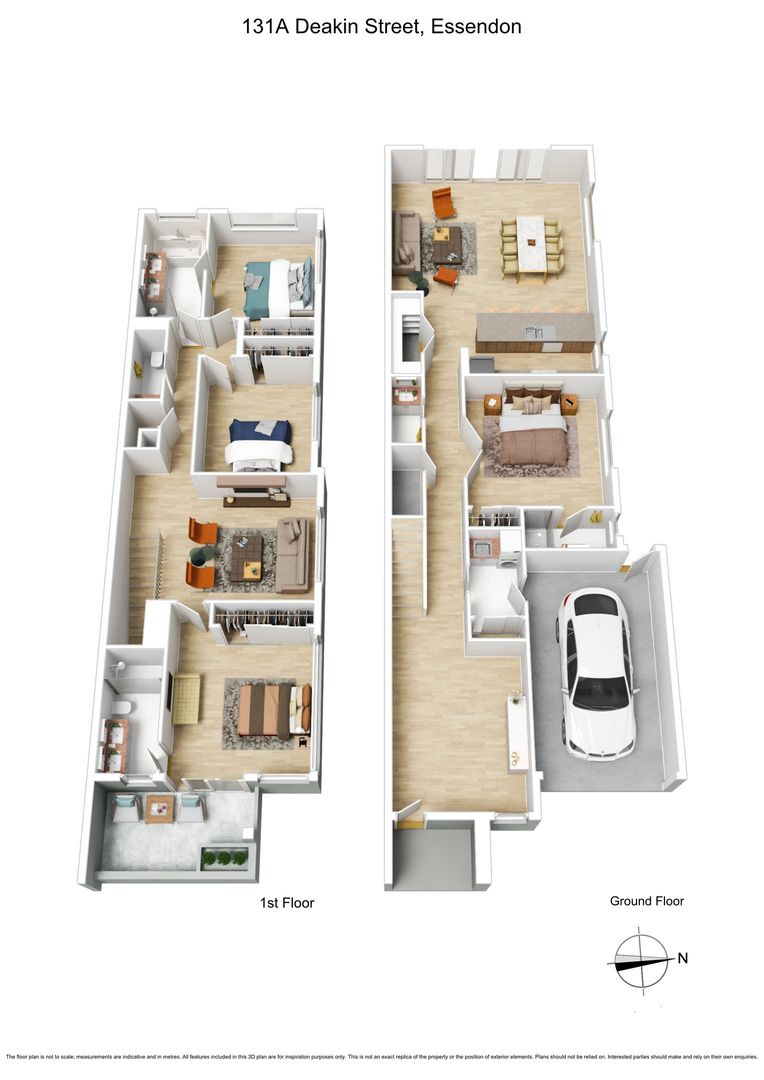 131A Deakin Street, Essendon
1st Floor
Ground Floor
N
The floor plan is not to scale; measurements are indicative and in metres. All features included in this 3D plan are for inspiration purposes only. This is not an exact replica of the property or the position of exterior elements. Plans should not be relied on. Interested parties should make and rely on their own enquiries.